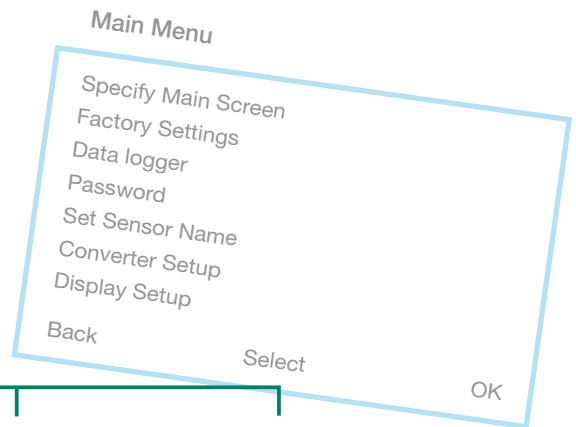 Main Menu
Specify Main Screen
Factory Settings
Data logger
Password
Set Sensor Name
Converter Setup
Display Setup
Back Select OK